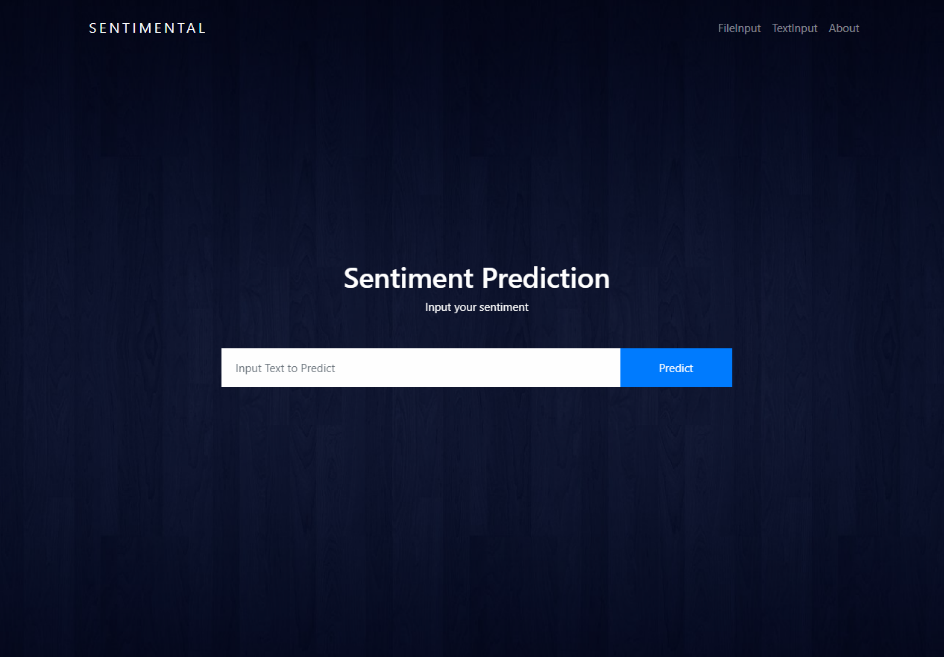 SENTIMENTAL
FileInput TextInput About
Sentiment Prediction
Input your sentiment
Input Text to Predict Predict